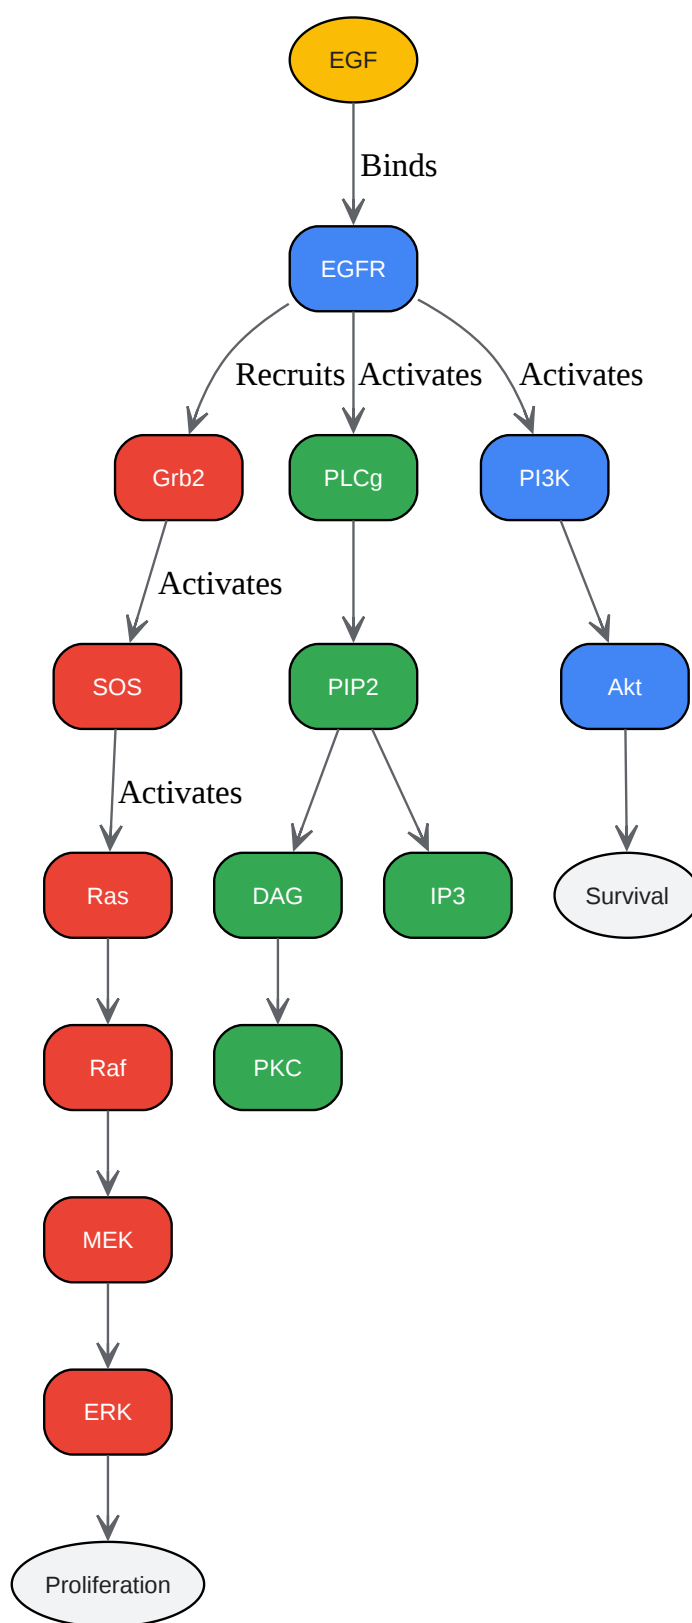 EGF
Binds
EGFR
Recruits
Activates
Activates
Grb2
PLCg
PI3K
Activates
SOS
PIP2
Akt
Activates
Ras
DAG
IP3
Survival
Raf
PKC
MEK
ERK
Proliferation